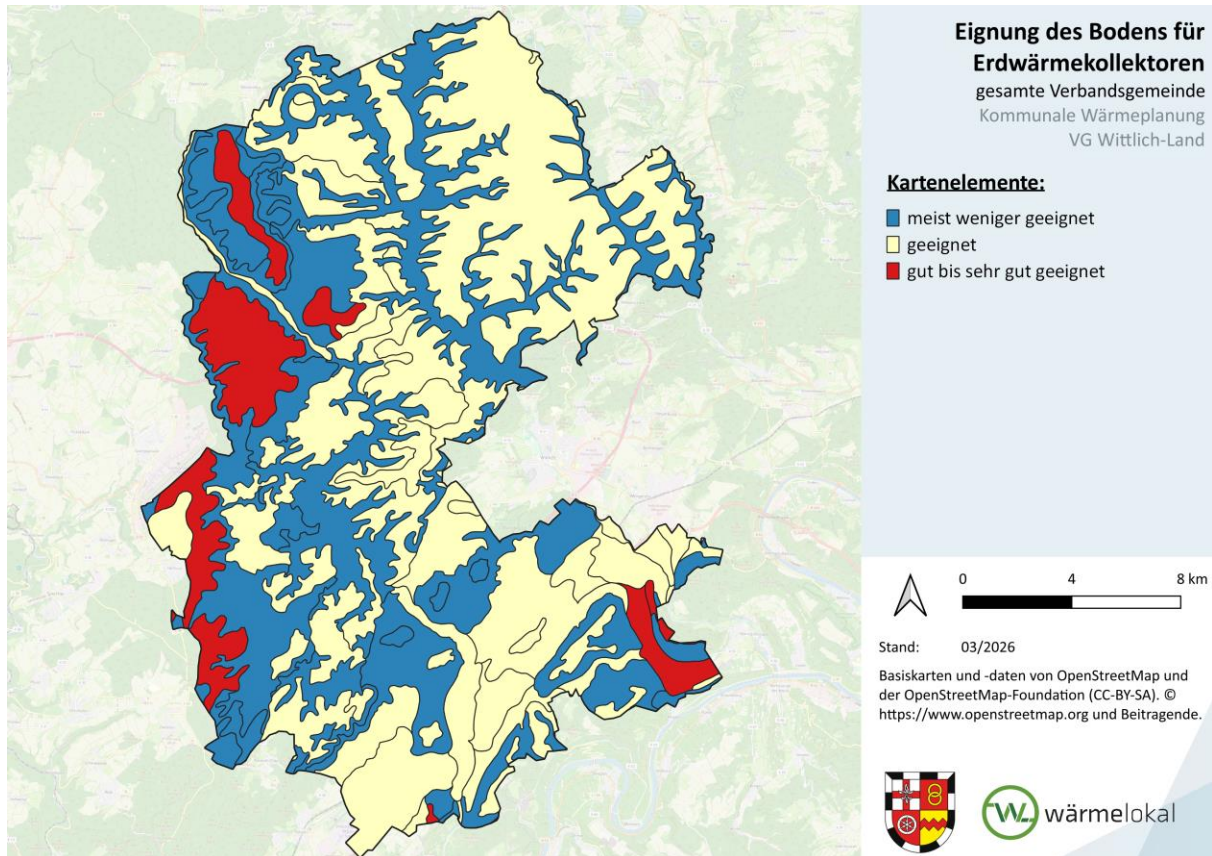 Eignung des Bodens für
Erdwärmekollektoren
gesamte Verbandsgemeinde
Kommunale Wärmeplanung
VG Wittlich-Land
Kartenelemente:
meist weniger geeignet
geeignet
gut bis sehr gut geeignet
0 4 8 km
Stand: 03/2026
Basiskarten und -daten von OpenStreetMap und
der OpenStreetMap-Foundation (CC-BY-SA). ©
https://www.openstreetmap.org und Beitragende.
wärmelokal